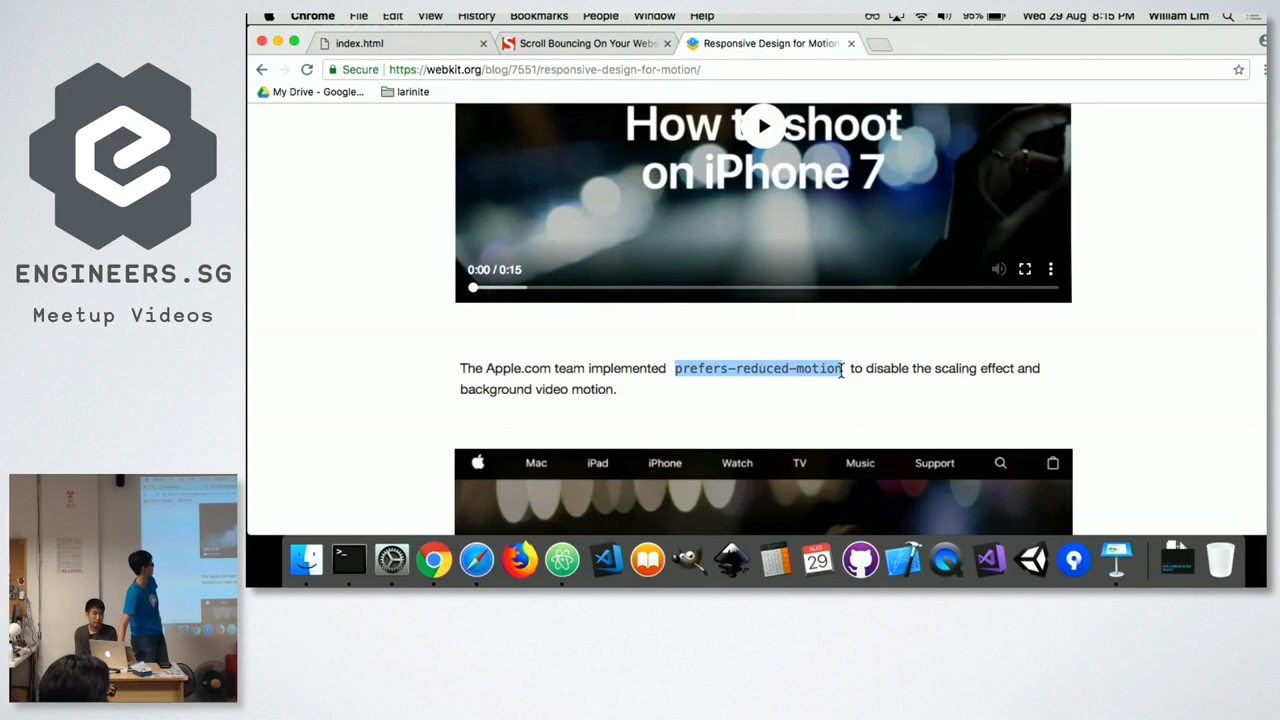 Chrome File Edit View History Bookmarks People Window Help 95% Wed 29 Aug 8:15 PM William Lim
index.html
Scroll Bouncing On Your Webs
Responsive Design for Motion
Secure https://webkit.org/blog/7551/responsive-design-for-motion/
My Drive - Google...
larinite
How to shoot
on iPhone 7
0:00 / 0:15
The Apple.com team implemented prefers-reduced-motion to disable the scaling effect and
background video motion.
Mac iPad iPhone Watch TV Music Support
AUG
29
ENGINEERS.SG
Meetup Videos